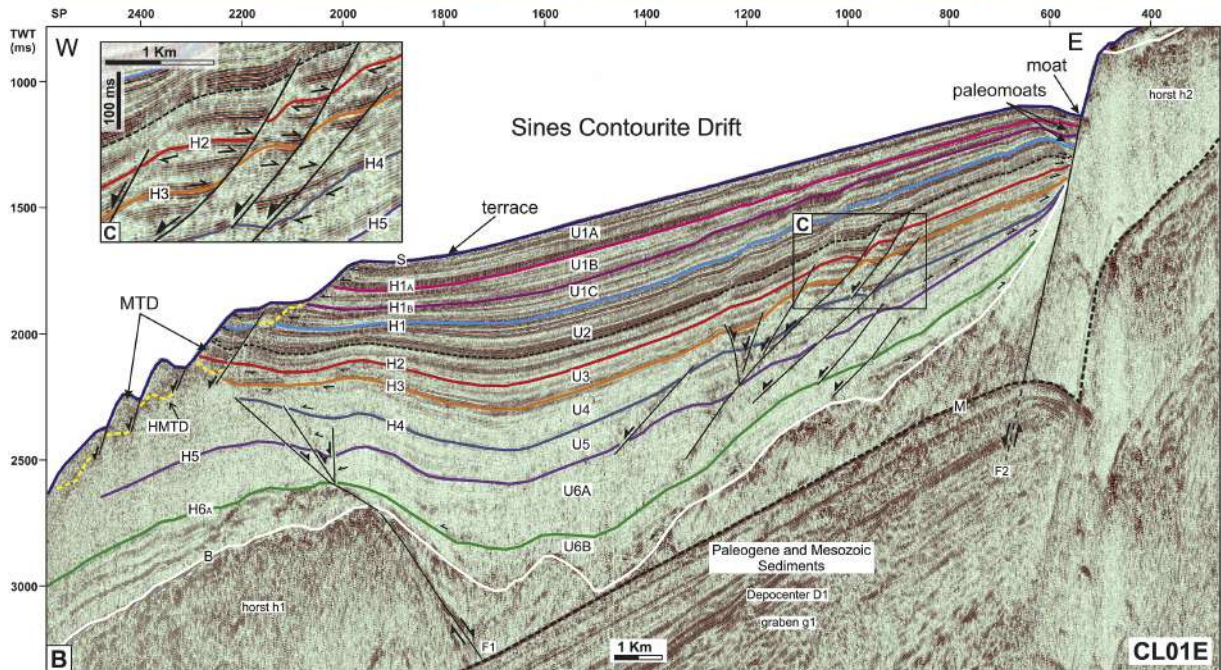 SP 2200 2000 1800 1600 1400 1200 1000 800 600 400
TWT
(ms)
W
E
1 Km
100 ms
H2
H3
H4
H5
C
moat
paleomoats
horst h2
1000
Sines Contourite Drift
1500
terrace
C
S
U1A
H1A
U1B
MTD
H1B
U1C
2000
H1
U2
H2
U3
H3
U4
HMTD
H4
U5
M
2500
H5
U6A
F2
H6A
B
U6B
Paleogene and Mesozoic
Sediments
3000
Depocenter D1
horst h1
graben g1
F1
1 Km
B
CL01E